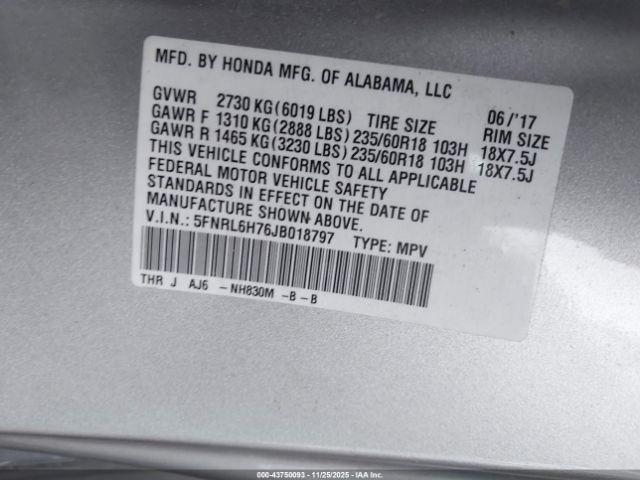 MFD. BY HONDA MFG. OF ALABAMA, LLC
GVWR 2730 KG (6019 LBS) TIRE SIZE 06/'17 RIM SIZE
GAWR F 1310 KG (2888 LBS) 235/60R18 103H 18X7.5J
GAWR R 1465 KG (3230 LBS) 235/60R18 103H 18X7.5J
THIS VEHICLE CONFORMS TO ALL APPLICABLE
FEDERAL MOTOR VEHICLE SAFETY
STANDARDS IN EFFECT ON THE DATE OF
MANUFACTURE SHOWN ABOVE.
V.I.N.: 5FNRL6H76JB018797 TYPE: MPV
THR J AJ6 - NH830M - B - B
000-43750093 - 11/25/2025 - IAA Inc.